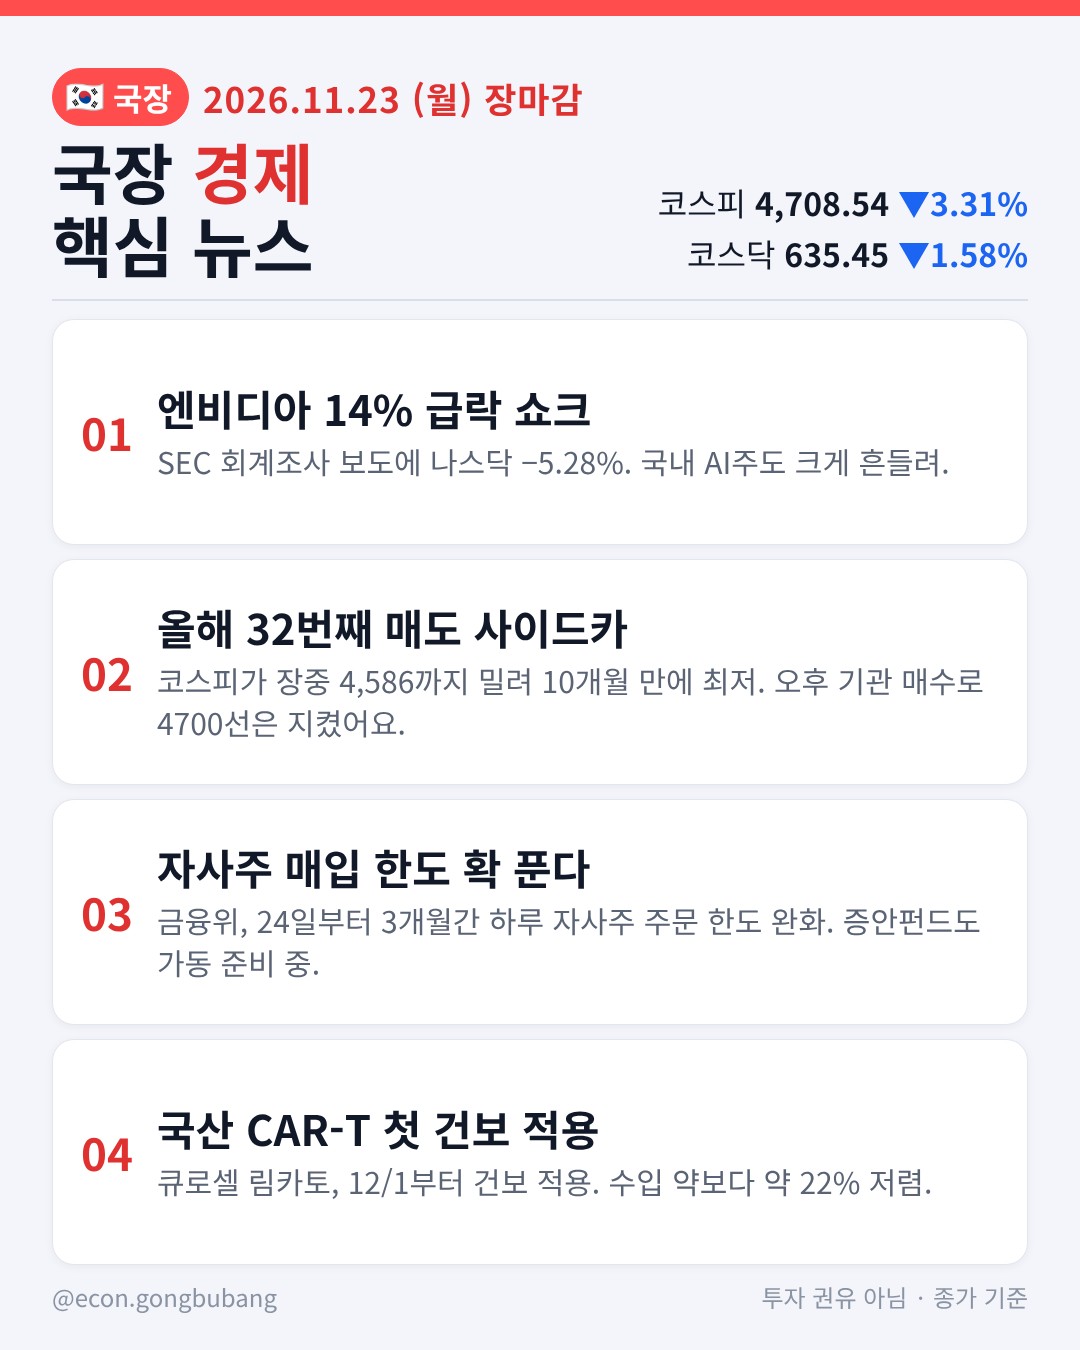 국장 2026.11.23 (월) 장마감
국장 경제
핵심 뉴스
코스피 4,708.54 ▼3.31%
코스닥 635.45 ▼1.58%
01
엔비디아 14% 급락 쇼크
SEC 회계조사 보도에 나스닥 −5.28%. 국내 AI주도 크게 흔들려.
02
올해 32번째 매도 사이드카
코스피가 장중 4,586까지 밀려 10개월 만에 최저. 오후 기관 매수로
4700선은 지켰어요.
03
자사주 매입 한도 확 푼다
금융위, 24일부터 3개월간 하루 자사주 주문 한도 완화. 증안펀드도
가동 준비 중.
04
국산 CAR-T 첫 건보 적용
큐로셀 림카토, 12/1부터 건보 적용. 수입 약보다 약 22% 저렴.
@econ.gongbubang
투자 권유 아님 · 종가 기준